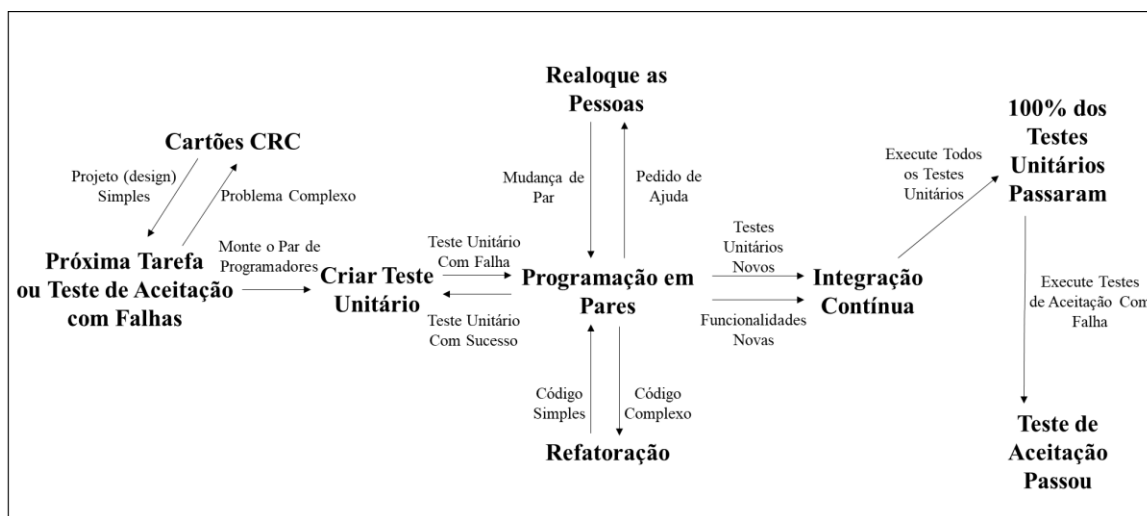 Realoque as
Pessoas
100% dos
Testes
Unitários
Passaram
Cartões CRC
Execute Todos
os Testes
Unitários
Projeto (design)
Simples
Problema Complexo
Mudança de
Par
Pedido de
Ajuda
Próxima Tarefa
ou Teste de Aceitação
com Falhas
Monte o Par de
Programadores
Criar Teste
Unitário
Teste Unitário
Com Falha
Teste Unitário
Com Sucesso
Programação em
Pares
Testes
Unitários
Novos
Funcionalidades
Novas
Integração
Contínua
Execute Testes
de Aceitação Com
Falha
Código
Simples
Código
Complexo
Refatoração
Teste de
Aceitação
Passou